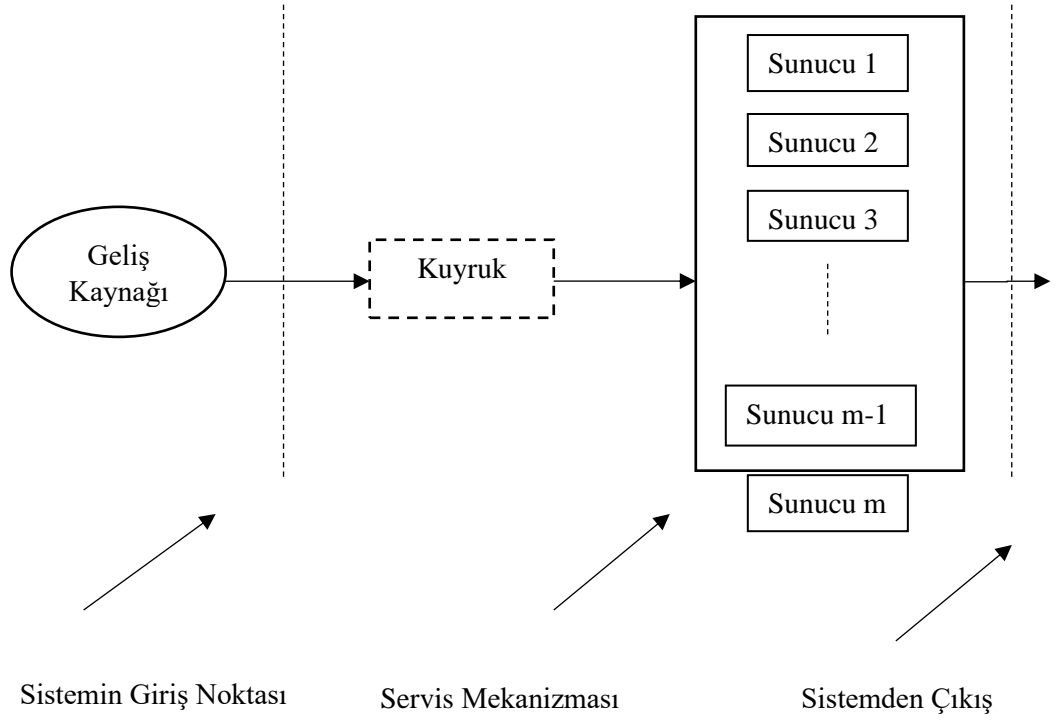 Sunucu 1
Sunucu 2
Sunucu 3
Geliş
Kaynağı
Kuyruk
Sunucu m-1
Sunucu m
Sistemin Giriş Noktası
Servis Mekanizması
Sistemden Çıkış